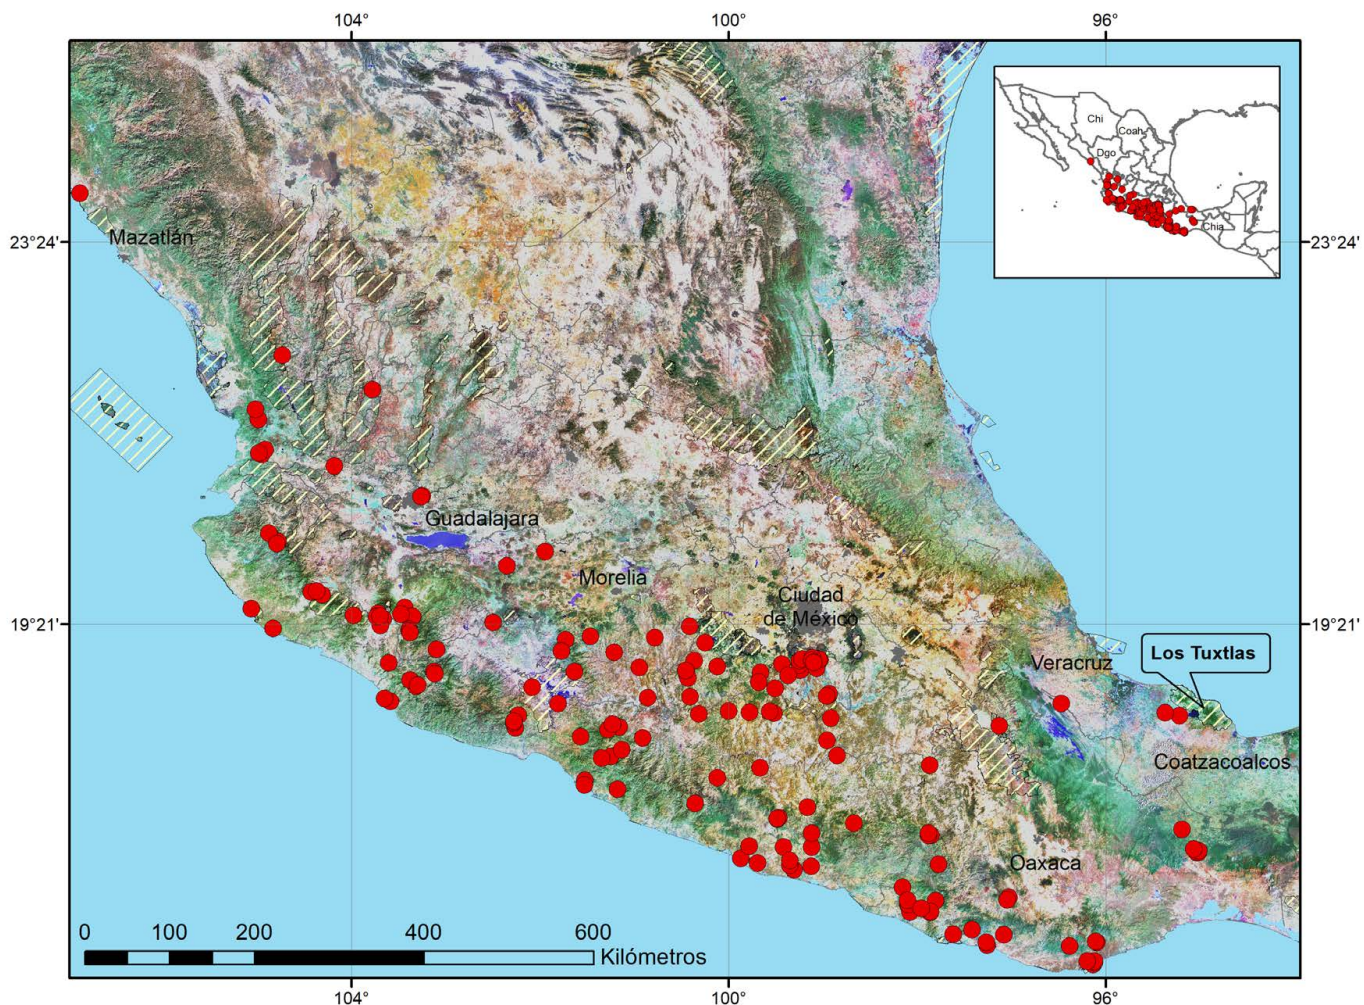 104°
100°
96°
Chi
Coah
Dgo
Chia
23°24'
23°24'
Mazatlán
Guadalajara
Morelia
Ciudad
de México
19°21'
19°21'
Los Tuxtlas
Veracruz
Coatzacoalcos
Oaxaca
0 100 200 400 600
Kilómetros
104°
100°
96°